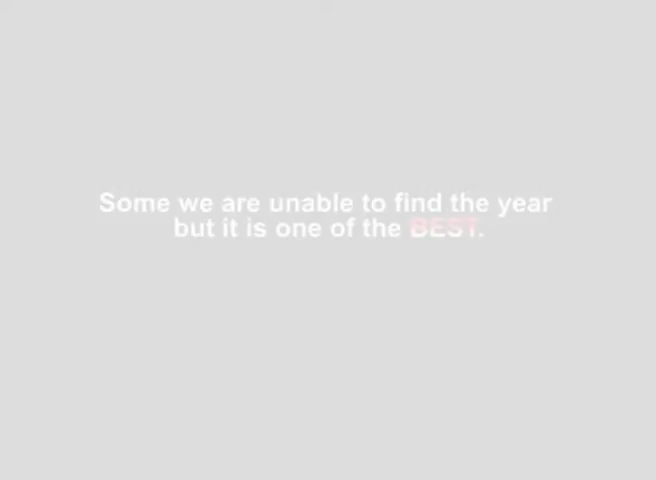 Some we are unable to find the year
but it is one of the BEST.